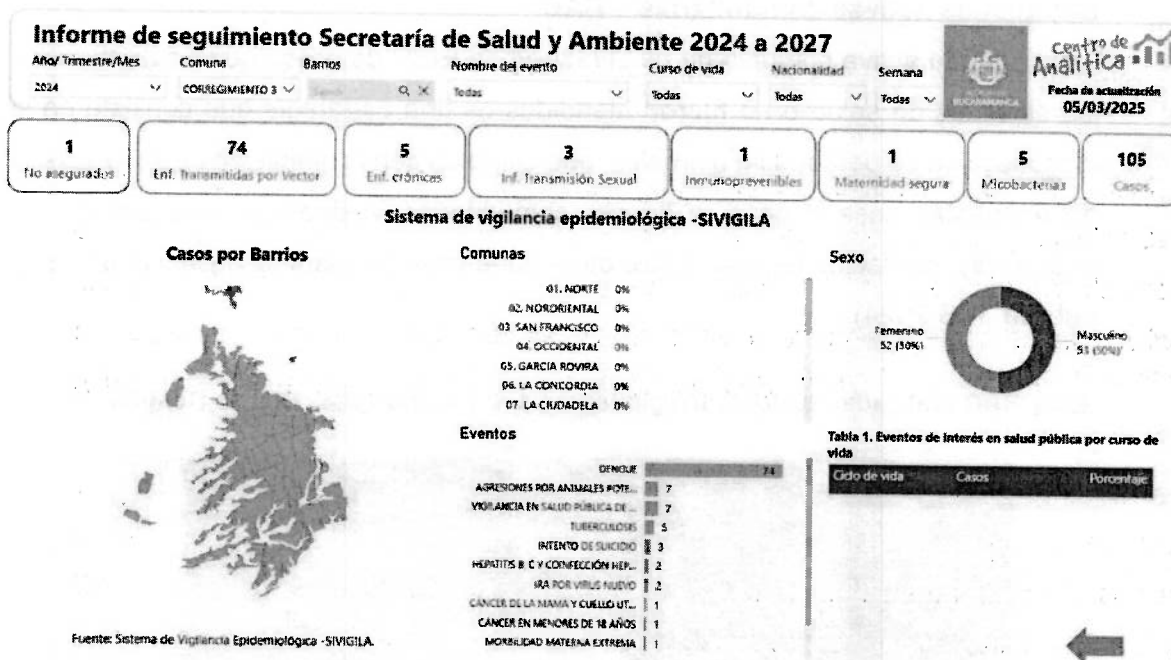 Informe de seguimiento Secretaría de Salud y Ambiente 2024 a 2027
Año/ Trimestre/Mes
2024
Comuna
CORREGIMIENTO 3
Barrios
Nombre del evento
Todas
Curso de vida
Todas
Nacionalidad
Todas
Semana
Todas
BUCARAMANGA
Centro de
Analítica
Fecha de actualización
05/03/2025
1
No asegurados
74
Enf. Transmitidas por Vector
5
Enf. crónicas
3
Inf. Transmisión Sexual
1
Inmunoprevenibles
1
Maternidad segura
5
Micobacterias
105
Casos
Sistema de vigilancia epidemiológica -SIVIGILA
Casos por Barrios
Fuente: Sistema de Vigilancia Epidemiológica -SIVIGILA.
Comunas
01. NORTE 0%
02. NORORIENTAL 0%
03 SAN FRANCISCO 0%
04. OCCIDENTAL 0%
05. GARCIA ROVIRA 0%
06. LA CONCORDIA 0%
07. LA CIUDADELA 0%
Eventos
DENGUE 74
AGRESIONES POR ANIMALES POTE... 7
VIGILANCIA EN SALUD PÚBLICA DE ... 7
TUBERCULOSIS 5
INTENTO DE SUICIDIO 3
HEPATITIS B, C Y COINFECCIÓN HEP... 2
IRA POR VIRUS NUEVO 2
CÁNCER DE LA MAMA Y CUELLO UT... 1
CÁNCER EN MENORES DE 18 AÑOS 1
MORBILIDAD MATERNA EXTREMA 1
Sexo
Femenino
52 (50%)
Masculino
53 (50%)
Tabla 1. Eventos de interés en salud pública por curso de
vida
Ciclo de vida Casos Porcentaje